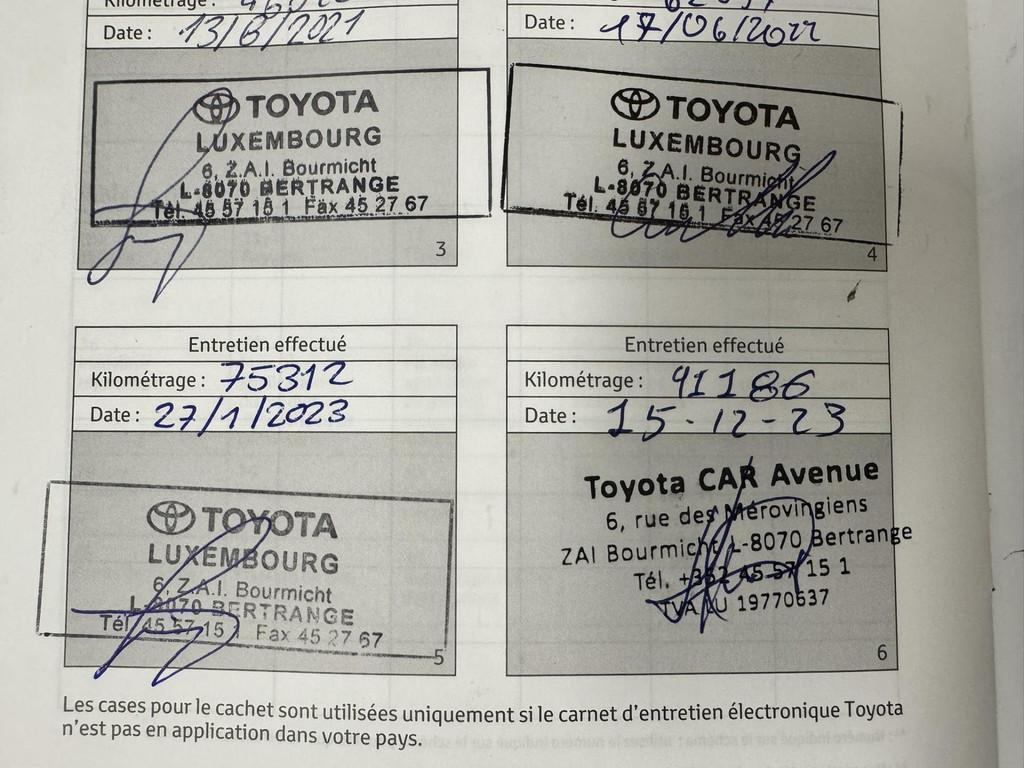 Kilométrage :
Date : 13/8/2021
TOYOTA
LUXEMBOURG
6, Z.A.I. Bourmicht
L-8070 BERTRANGE
Tél. 45 57 15 1 Fax 45 27 67
3
Date : 17/06/2022
TOYOTA
LUXEMBOURG
6, Z.A.I. Bourmicht
L-8070 BERTRANGE
Tél. 45 57 15 1 Fax 45 27 67
4
Entretien effectué
Kilométrage : 75312
Date : 27/1/2023
TOYOTA
LUXEMBOURG
6, Z.A.I. Bourmicht
L-8070 BERTRANGE
Tél. 45 57 15 1 Fax 45 27 67
5
Entretien effectué
Kilométrage : 91186
Date : 15-12-23
Toyota CAR Avenue
6, rue des Mérovingiens
ZAI Bourmicht L-8070 Bertrange
Tél. +352 45 57 15 1
TVA LU 19770637
6
Les cases pour le cachet sont utilisées uniquement si le carnet d'entretien électronique Toyota
n'est pas en application dans votre pays.